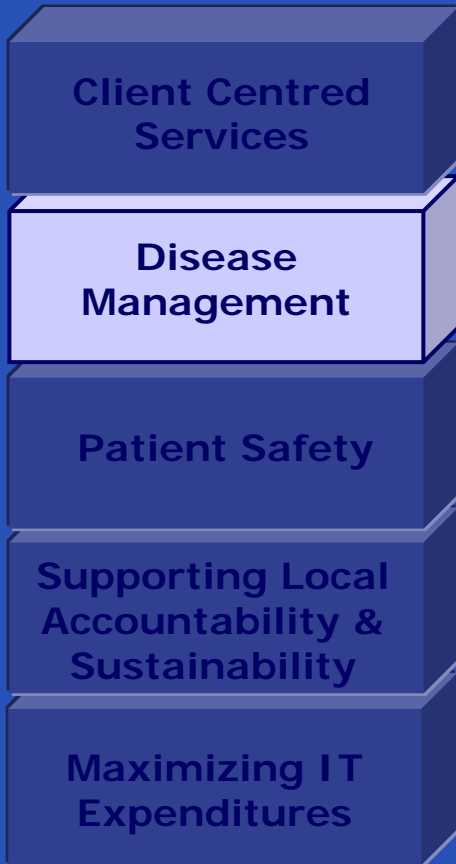 Client Centred
Services
Disease
Management
Patient Safety
Supporting Local
Accountability &
Sustainability
Maximizing IT
Expenditures